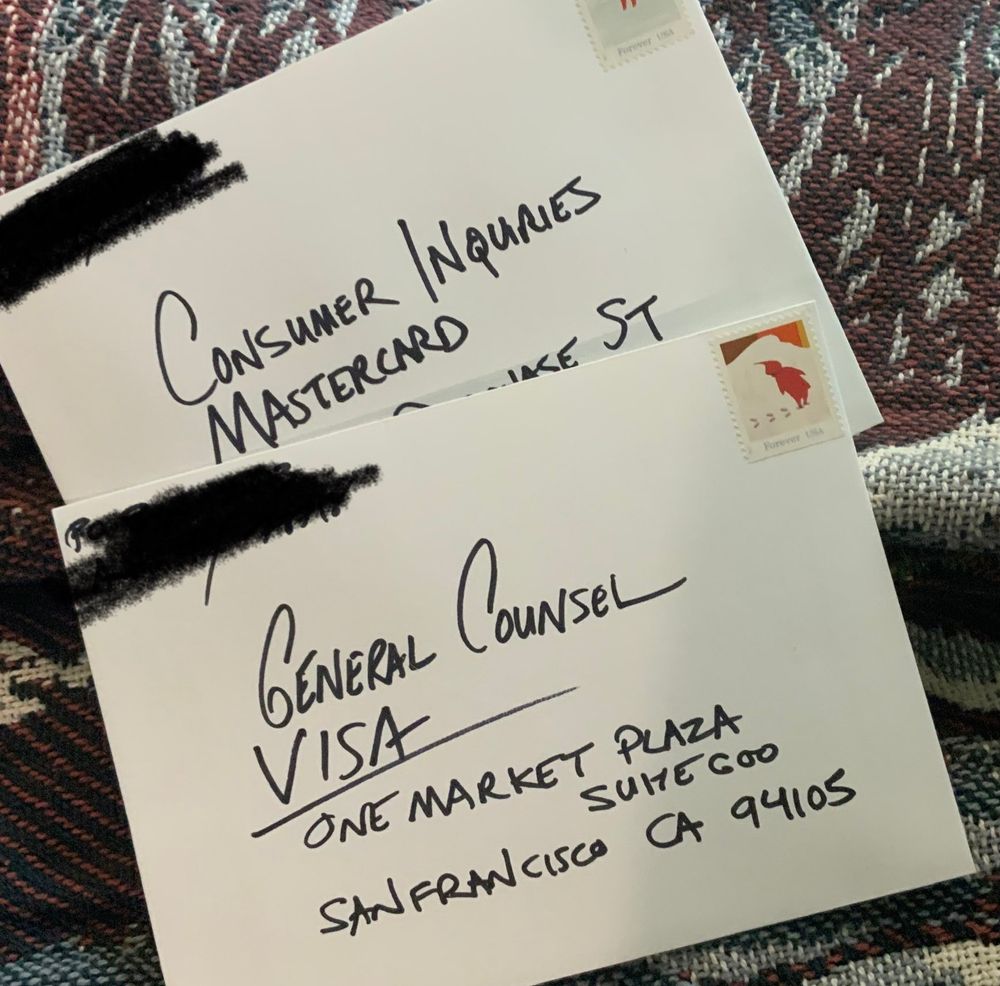 Forever USA
CONSUMER INQURIES
MASTERCARD
ST
Forever USA
GENERAL COUNSEL
VISA
ONE MARKET PLAZA
SUITE 600
SAN FRANCISCO CA 94105